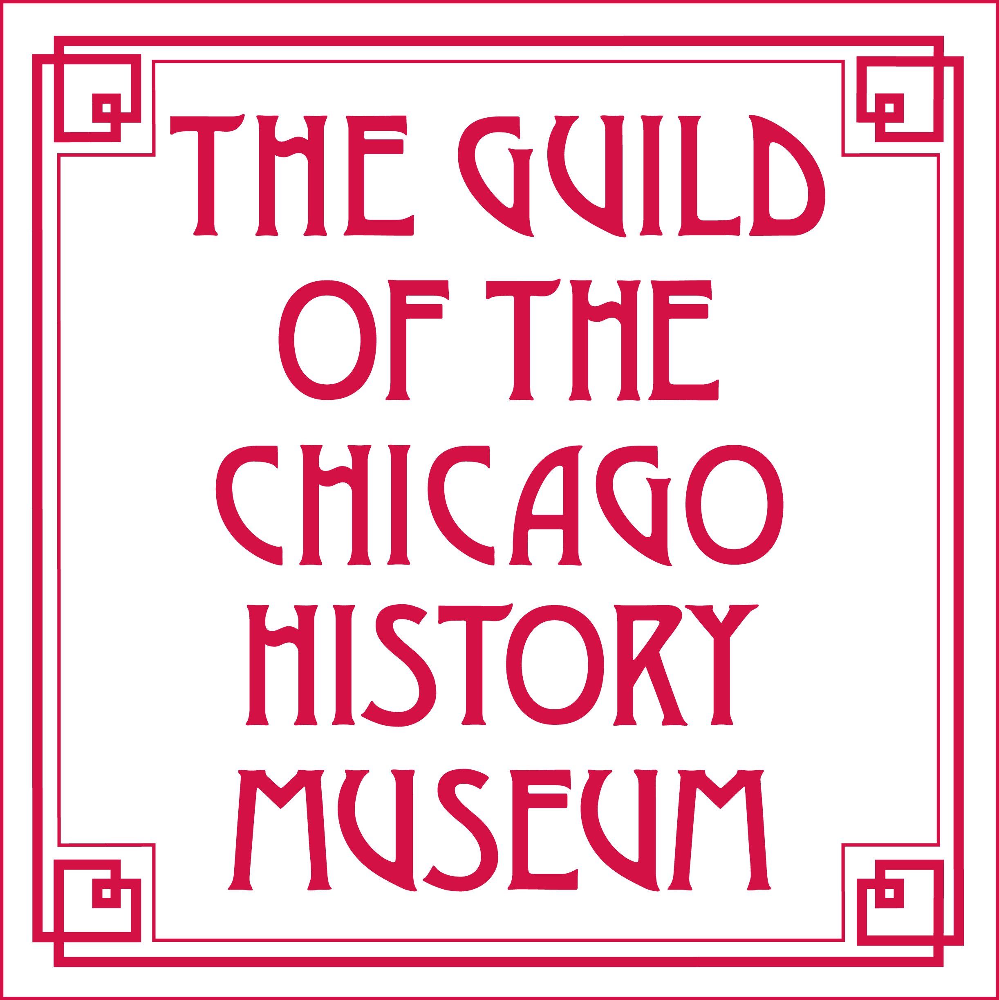 THE GUILD
OF THE
CHICAGO
HISTORY
MUSEUM